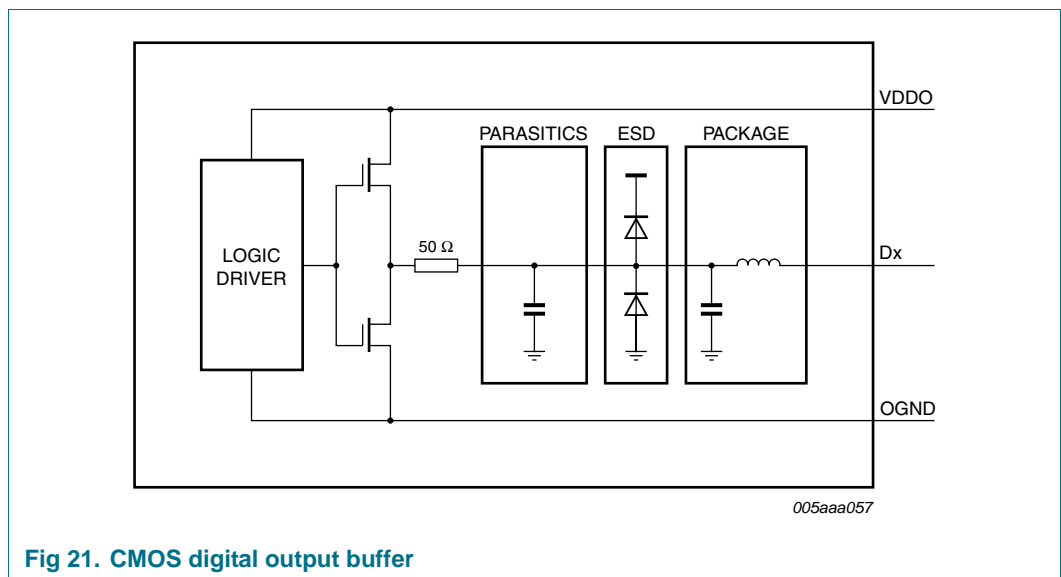 VDDO
PARASITICS ESD PACKAGE
LOGIC
DRIVER
50 Ω
Dx
OGND
005aaa057
Fig 21. CMOS digital output buffer